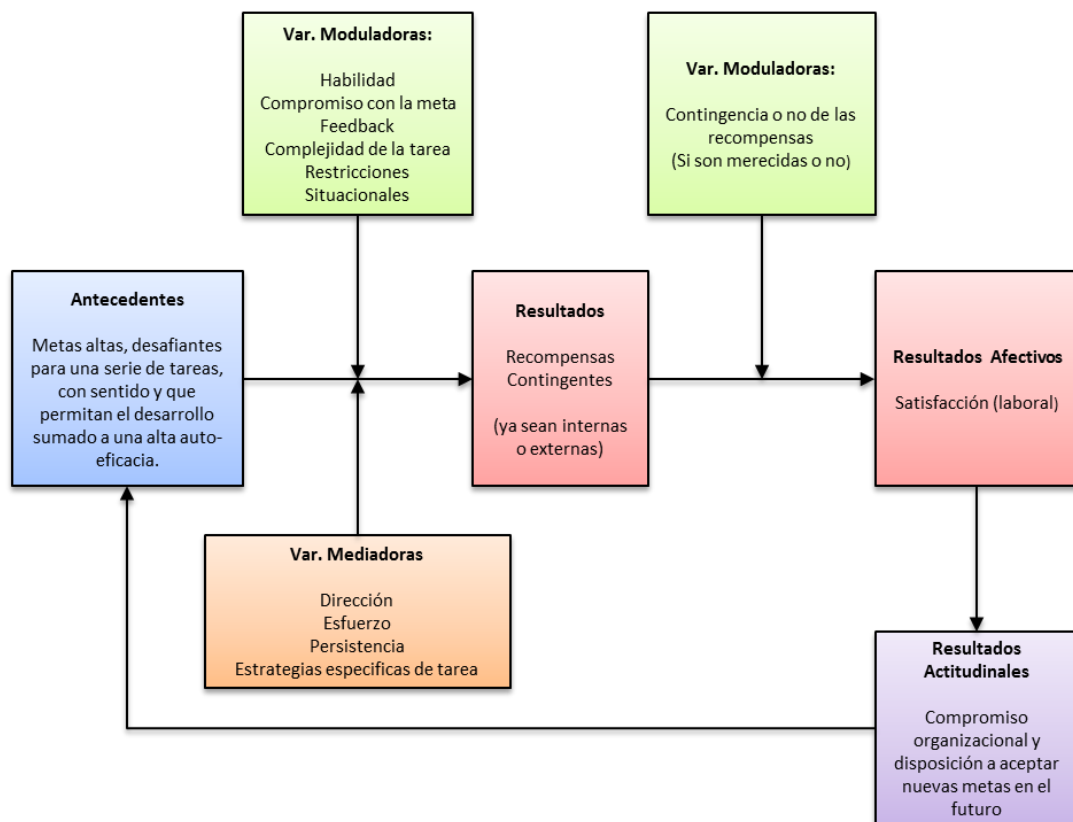 Var. Moduladoras:
Habilidad
Compromiso con la meta
Feedback
Complejidad de la tarea
Restricciones
Situacionales
Var. Moduladoras:
Contingencia o no de las
recompensas
(Si son merecidas o no)
Antecedentes
Metas altas, desafiantes
para una serie de tareas,
con sentido y que
permitan el desarrollo
sumado a una alta auto-
eficacia.
Resultados
Recompensas
Contingentes
(ya sean internas
o externas)
Resultados Afectivos
Satisfacción (laboral)
Var. Mediadoras
Dirección
Esfuerzo
Persistencia
Estrategias especificas de tarea
Resultados
Actitudinales
Compromiso
organizacional y
disposición a aceptar
nuevas metas en el
futuro